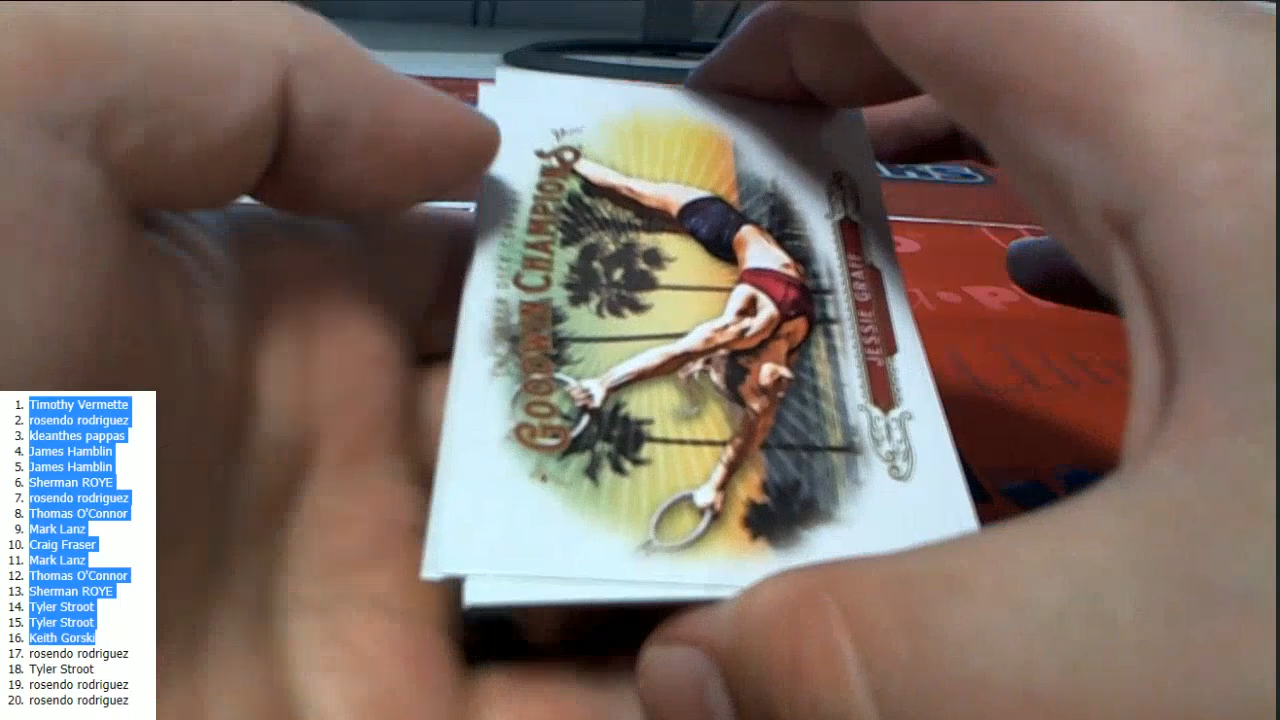 GOODWIN CHAMPIONS
JESSIE GRAFF
1. Timothy Vermette
2. rosendo rodriguez
3. kleanthes pappas
4. James Hamblin
5. James Hamblin
6. Sherman ROYE
7. rosendo rodriguez
8. Thomas O'Connor
9. Mark Lanz
10. Craig Fraser
11. Mark Lanz
12. Thomas O'Connor
13. Sherman ROYE
14. Tyler Stroot
15. Tyler Stroot
16. Keith Gorski
17. rosendo rodriguez
18. Tyler Stroot
19. rosendo rodriguez
20. rosendo rodriguez